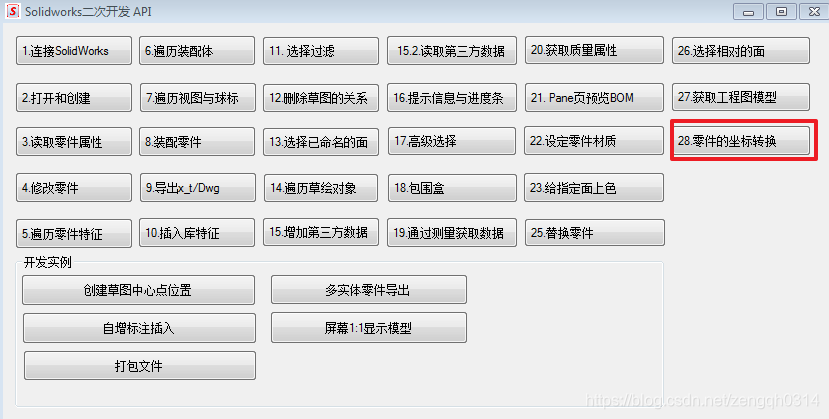 Solidworks二次开发 API
1.连接SolidWorks 6.遍历装配体 11. 选择过滤 15.2.读取第三方数据 20.获取质量属性 26.选择相对的面
2.打开和创建 7.遍历视图与球标 12.删除草图的关系 16.提示信息与进度条 21. Pane页预览BOM 27.获取工程图模型
3.读取零件属性 8.装配零件 13.选择已命名的面 17.高级选择 22.设定零件材质 28.零件的坐标转换
4.修改零件 9.导出x_t/Dwg 14.遍历草绘对象 18.包围盒 23.给指定面上色
5.遍历零件特征 10.插入库特征 15.增加第三方数据 19.通过测量获取数据 25.替换零件
开发实例
创建草图中心点位置 多实体零件导出
自增标注插入 屏幕1:1显示模型
打包文件
https://blog.csdn.net/zengqh0314